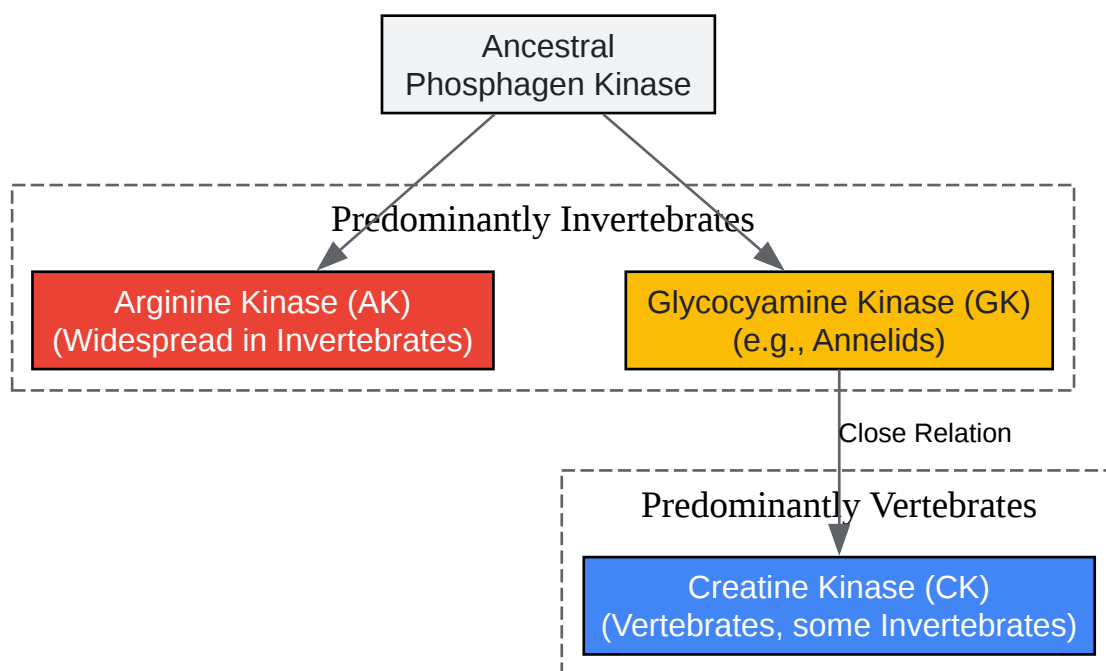 Ancestral
Phosphagen Kinase
Predominantly Invertebrates
Arginine Kinase (AK)
(Widespread in Invertebrates)
Glycocyamine Kinase (GK)
(e.g., Annelids)
Close Relation
Predominantly Vertebrates
Creatine Kinase (CK)
(Vertebrates, some Invertebrates)